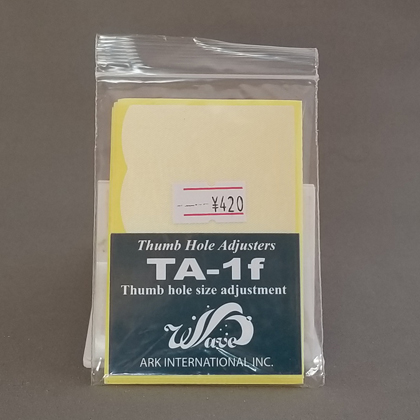 ¥420
Thumb Hole Adjusters
TA-1f
Thumb hole size adjustment
Wave
ARK INTERNATIONAL INC.